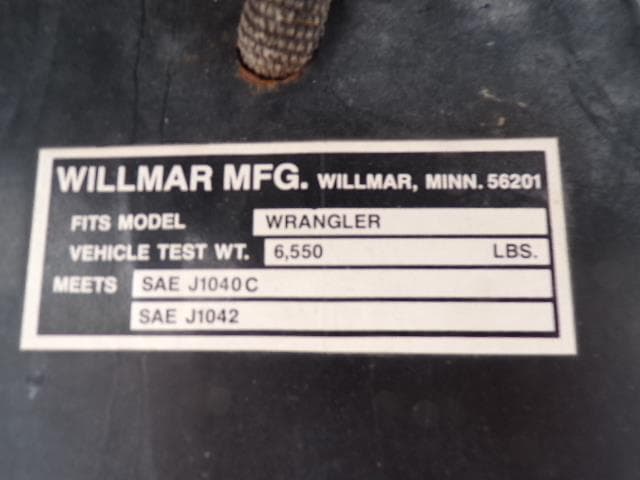 WILLMAR MFG. WILLMAR, MINN. 56201
FITS MODEL WRANGLER
VEHICLE TEST WT. 6,550 LBS.
MEETS SAE J1040C
SAE J1042